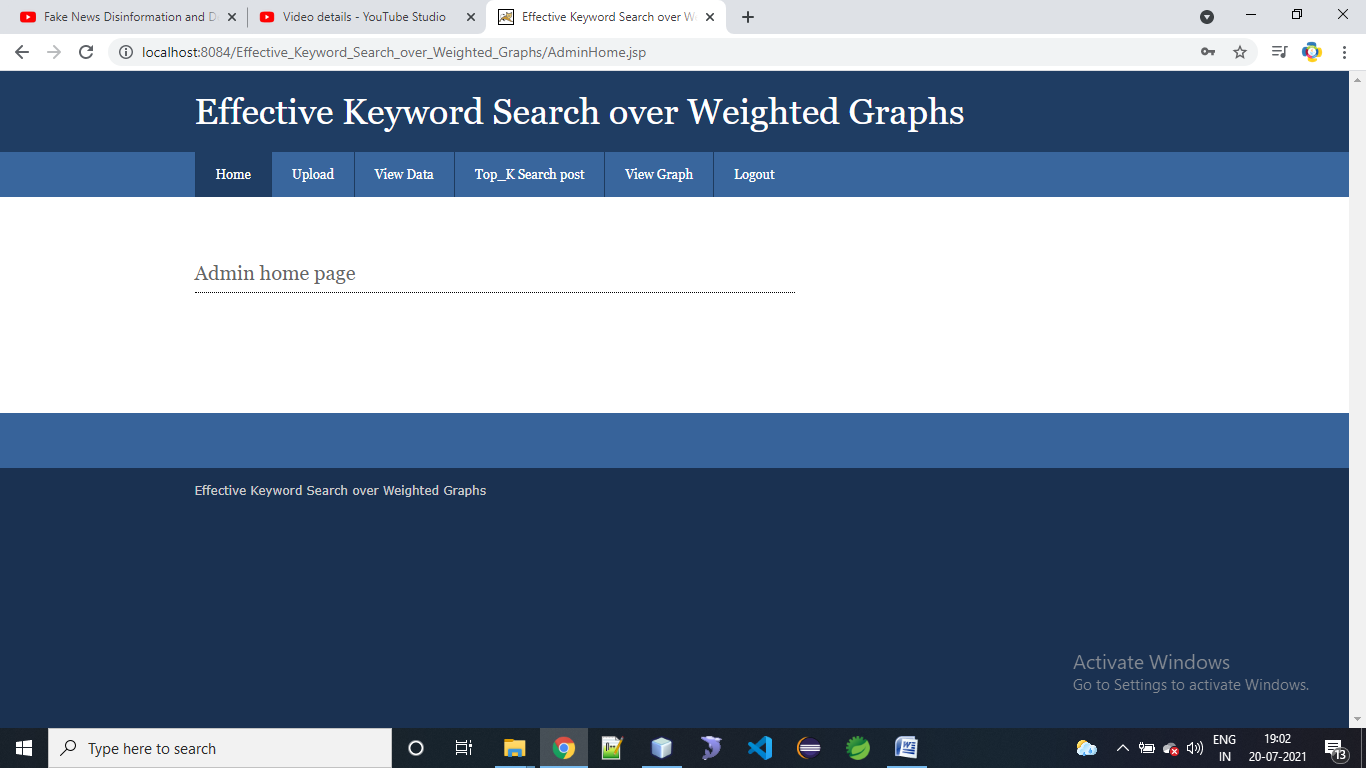 Fake News Disinformation and D
Video details - YouTube Studio
Effective Keyword Search over W
localhost:8084/Effective_Keyword_Search_over_Weighted_Graphs/AdminHome.jsp
Effective Keyword Search over Weighted Graphs
Home Upload View Data Top_K Search post View Graph Logout
Admin home page
Effective Keyword Search over Weighted Graphs
Activate Windows
Go to Settings to activate Windows.
Type here to search
ENG
IN
19:02
20-07-2021
13